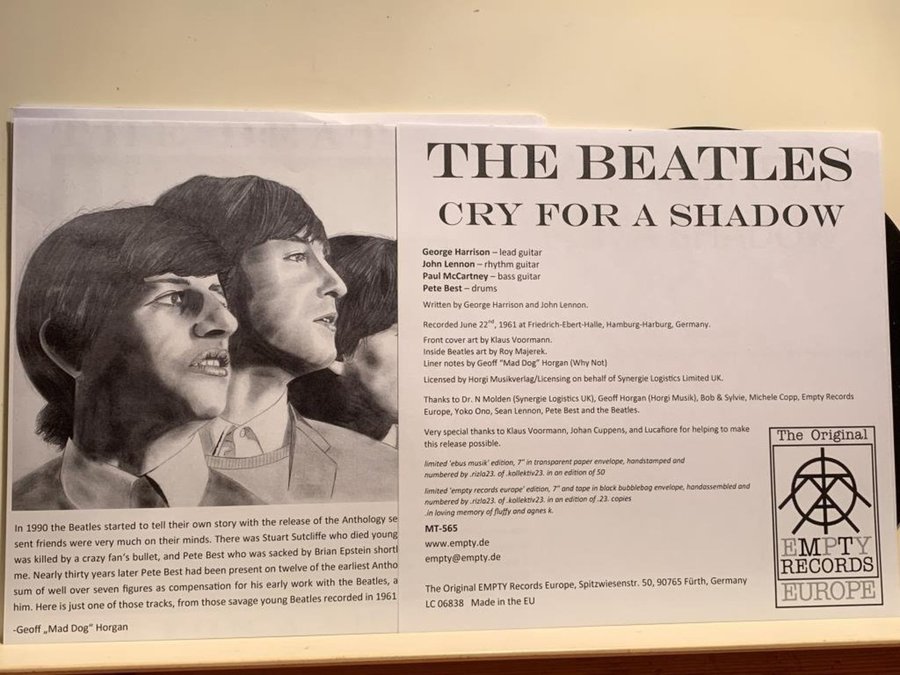 In 1990 the Beatles started to tell their own story with the release of the Anthology se
sent friends were very much on their minds. There was Stuart Sutcliffe who died young
was killed by a crazy fan's bullet, and Pete Best who was sacked by Brian Epstein shortl
me. Nearly thirty years later Pete Best had been present on twelve of the earliest Antho
sum of well over seven figures as compensation for his early work with the Beatles, a
him. Here is just one of those tracks, from those savage young Beatles recorded in 1961
-Geoff „Mad Dog" Horgan
THE BEATLES
CRY FOR A SHADOW
George Harrison – lead guitar
John Lennon – rhythm guitar
Paul McCartney – bass guitar
Pete Best – drums
Written by George Harrison and John Lennon.
Recorded June 22nd, 1961 at Friedrich-Ebert-Halle, Hamburg-Harburg, Germany.
Front cover art by Klaus Voormann.
Inside Beatles art by Roy Majerek.
Liner notes by Geoff "Mad Dog" Horgan (Why Not)
Licensed by Horgi Musikverlag/Licensing on behalf of Synergie Logistics Limited UK.
Thanks to Dr. N Molden (Synergie Logistics UK), Geoff Horgan (Horgi Musik), Bob & Sylvie, Michele Copp, Empty Records
Europe, Yoko Ono, Sean Lennon, Pete Best and the Beatles.
Very special thanks to Klaus Voormann, Johan Cuppens, and Lucafiore for helping to make
this release possible.
limited 'ebus musik' edition, 7" in transparent paper envelope, handstamped and
numbered by .rizla23. of .kollektiv23. in an edition of 50
limited 'empty records europe' edition, 7" and tape in black bubblebag envelope, handassembled and
numbered by .rizla23. of .kollektiv23. in an edition of .23. copies
.in loving memory of fluffy and agnes k.
MT-565
www.empty.de
empty@empty.de
The Original EMPTY Records Europe, Spitzwiesenstr. 50, 90765 Fürth, Germany
LC 06838 Made in the EU
The Original
EMPTY
RECORDS
EUROPE